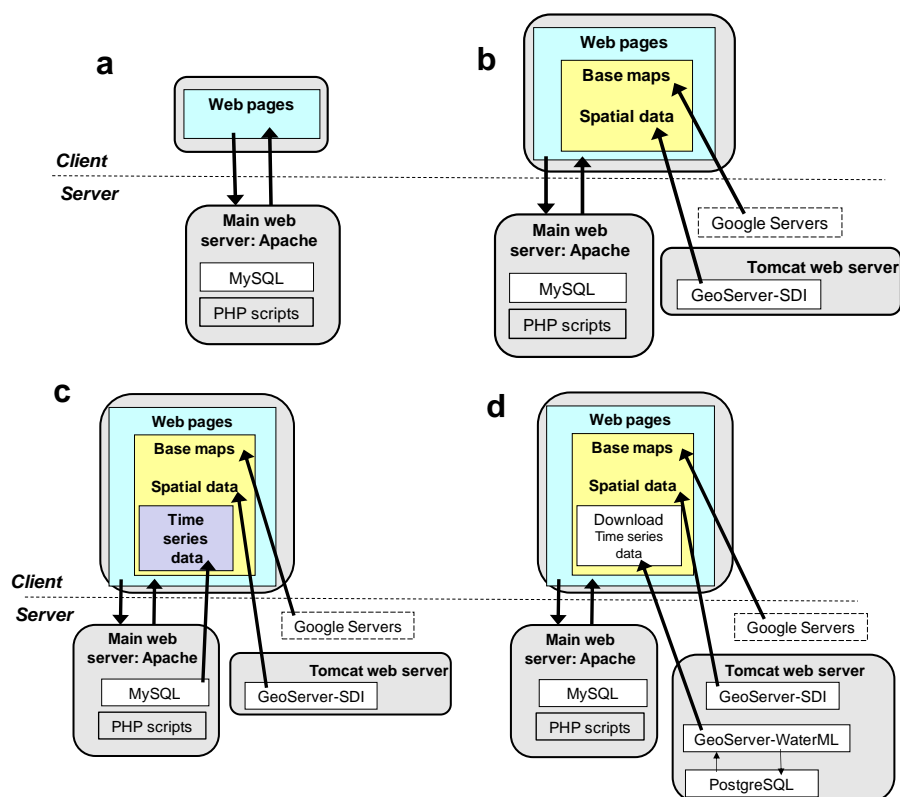 a
Web pages
Client
Server
Main web
server: Apache
MySQL
PHP scripts
b
Web pages
Base maps
Spatial data
Google Servers
Main web
server: Apache
MySQL
PHP scripts
Tomcat web server
GeoServer-SDI
c
Web pages
Base maps
Spatial data
Time
series
data
Client
Server
Main web
server: Apache
MySQL
PHP scripts
Google Servers
Tomcat web server
GeoServer-SDI
d
Web pages
Base maps
Spatial data
Download
Time series
data
Google Servers
Main web
server: Apache
MySQL
PHP scripts
Tomcat web server
GeoServer-SDI
GeoServer-WaterML
PostgreSQL